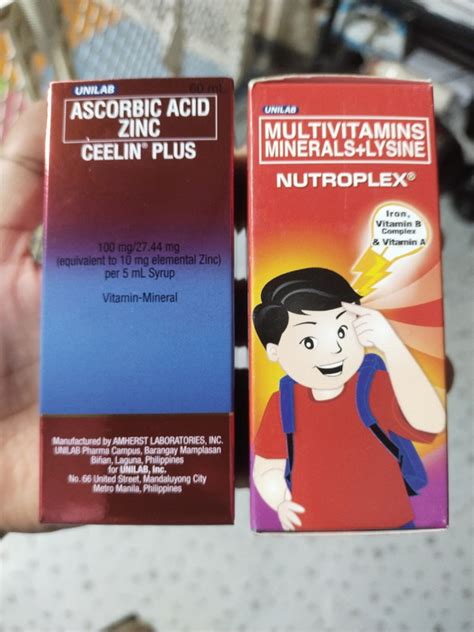 UNILAB
60 mL
ASCORBIC ACID
ZINC
CEELIN® PLUS
100 mg/27.44 mg
(equivalent to 10 mg elemental Zinc)
per 5 mL Syrup
Vitamin-Mineral
Manufactured by AMHERST LABORATORIES, INC.
UNILAB Pharma Campus, Barangay Mamplasan
Biñan, Laguna, Philippines
for UNILAB, Inc.
No. 66 United Street, Mandaluyong City
Metro Manila, Philippines
UNILAB
MULTIVITAMINS
MINERALS+LYSINE
NUTROPLEX®
Iron,
Vitamin B
Complex
& Vitamin A